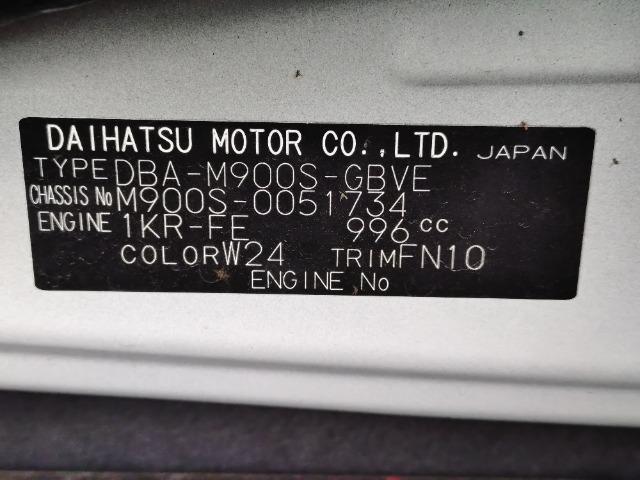 DAIHATSU MOTOR CO.,LTD. JAPAN
TYPE DBA-M900S-GBVE
CHASSIS No M900S-0051734
ENGINE 1KR-FE 996 cc
COLOR W24 TRIM FN10
ENGINE No